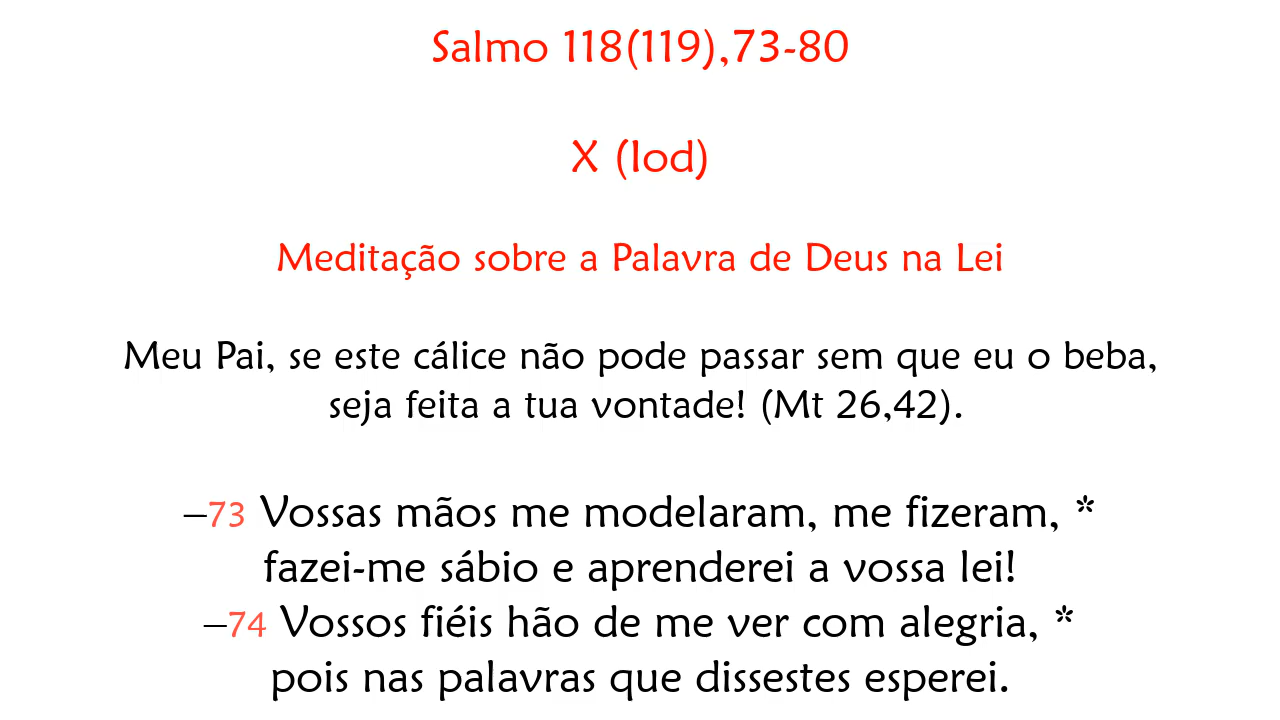 Salmo 118(119),73-80
X (Iod)
Meditação sobre a Palavra de Deus na Lei
Meu Pai, se este cálice não pode passar sem que eu o beba,
seja feita a tua vontade! (Mt 26,42).
–73 Vossas mãos me modelaram, me fizeram, *
fazei-me sábio e aprenderei a vossa lei!
–74 Vossos fiéis hão de me ver com alegria, *
pois nas palavras que dissestes esperei.